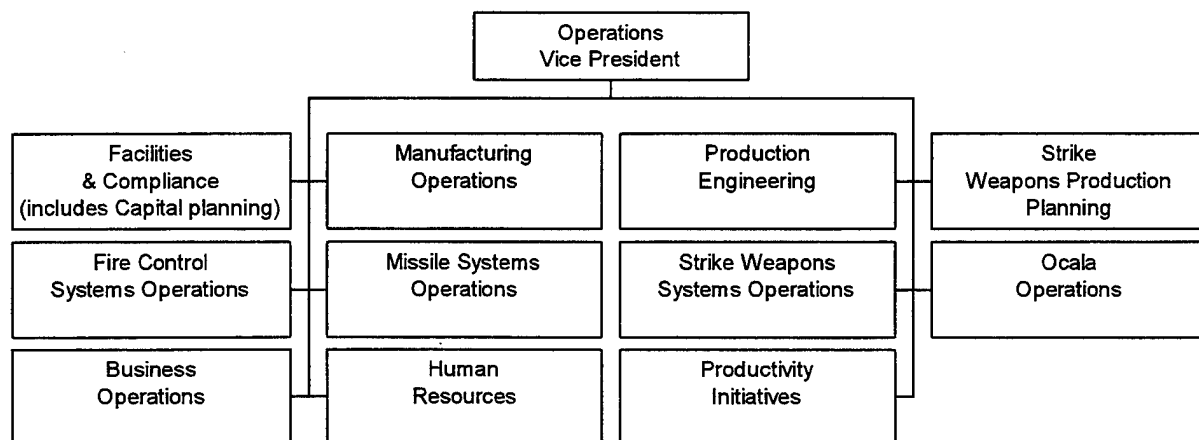 Operations
Vice President
Facilities
& Compliance
(includes Capital planning)
Manufacturing
Operations
Production
Engineering
Strike
Weapons Production
Planning
Fire Control
Systems Operations
Missile Systems
Operations
Strike Weapons
Systems Operations
Ocala
Operations
Business
Operations
Human
Resources
Productivity
Initiatives